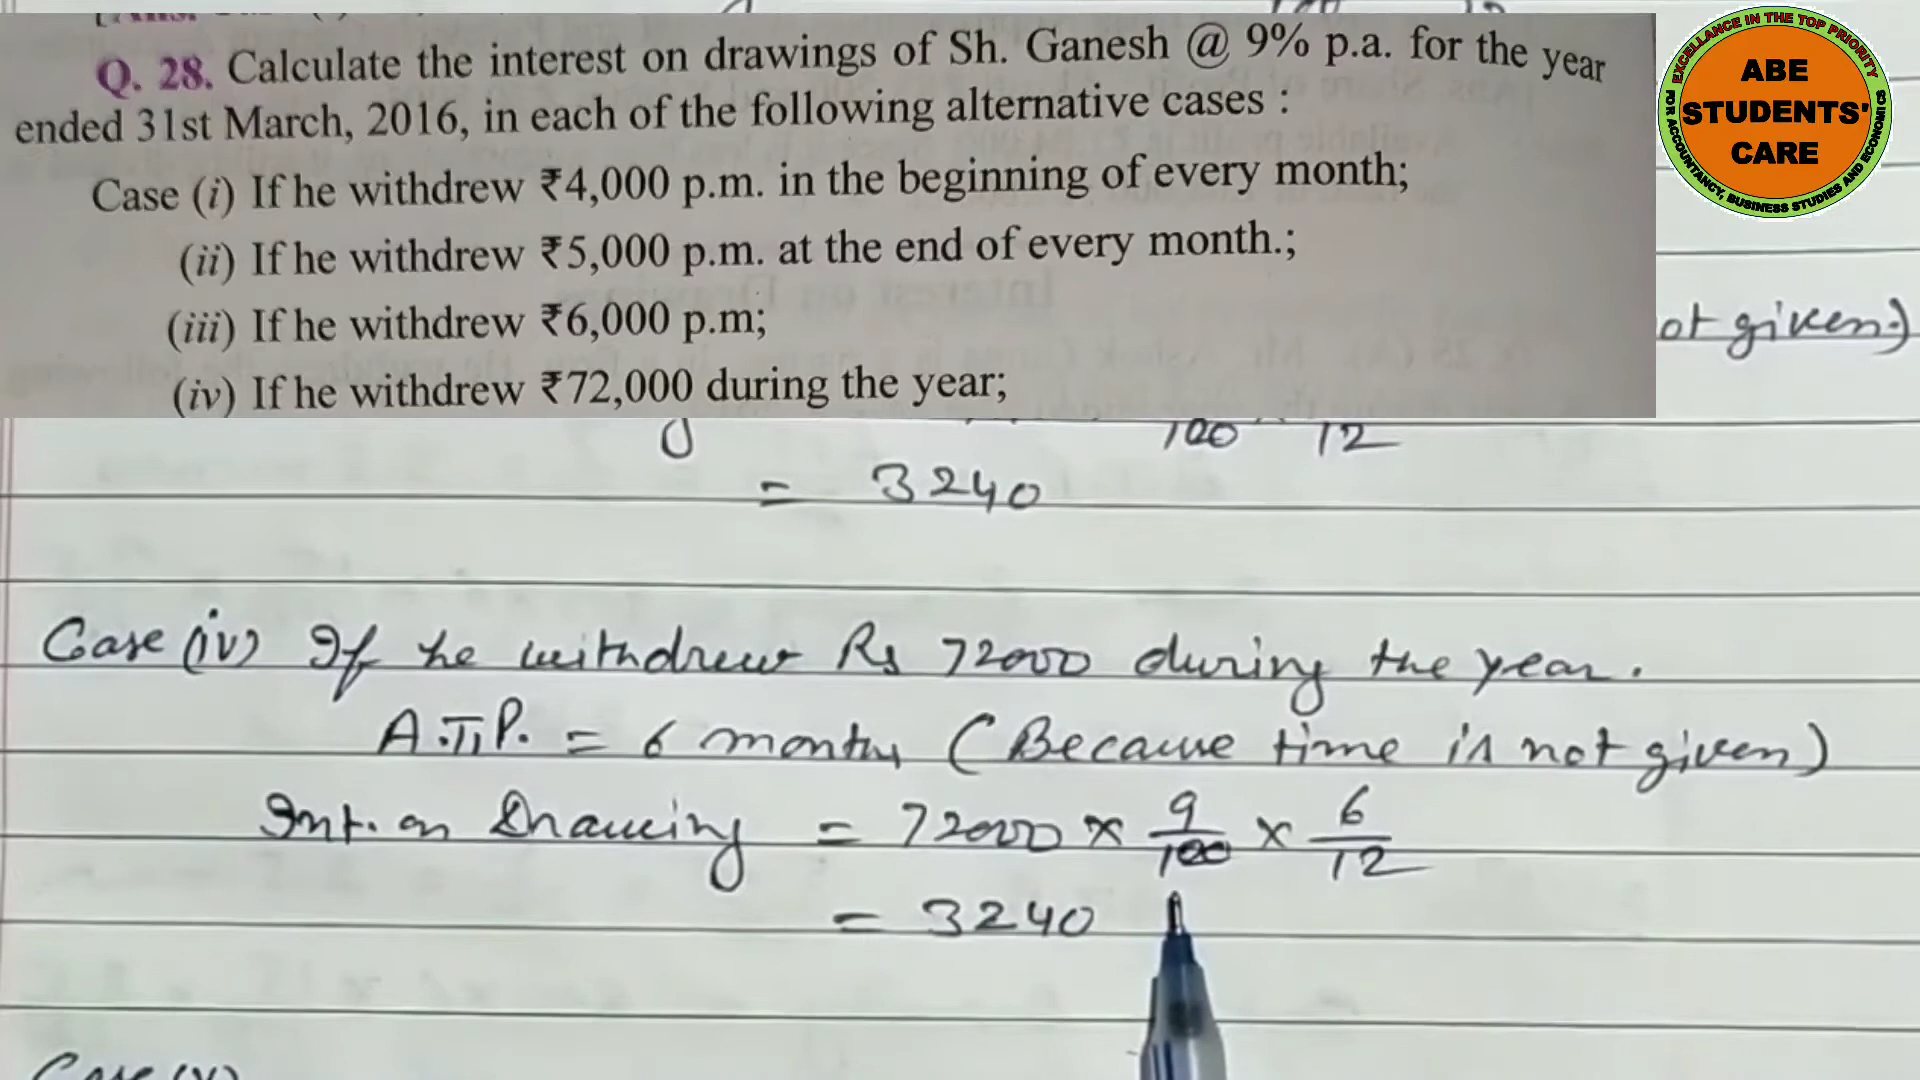 Q. 28. Calculate the interest on drawings of Sh. Ganesh @ 9% p.a. for the year
ended 31st March, 2016, in each of the following alternative cases :
Case (i) If he withdrew ₹4,000 p.m. in the beginning of every month;
(ii) If he withdrew ₹5,000 p.m. at the end of every month.;
(iii) If he withdrew ₹6,000 p.m;
(iv) If he withdrew ₹72,000 during the year;
EXCELLANCE IN THE TOP PRIORITY
ABE
STUDENTS'
CARE
FOR ACCOUNTANCY, BUSINESS STUDIES AND ECONOMICS
ot given)
100 12
= 3240
Case (iv) If he withdrew Rs 72000 during the year.
A.T.P. = 6 months (Because time is not given)
Int. on Drawing = 72000 × 9/100 × 6/12
= 3240
Case (v)